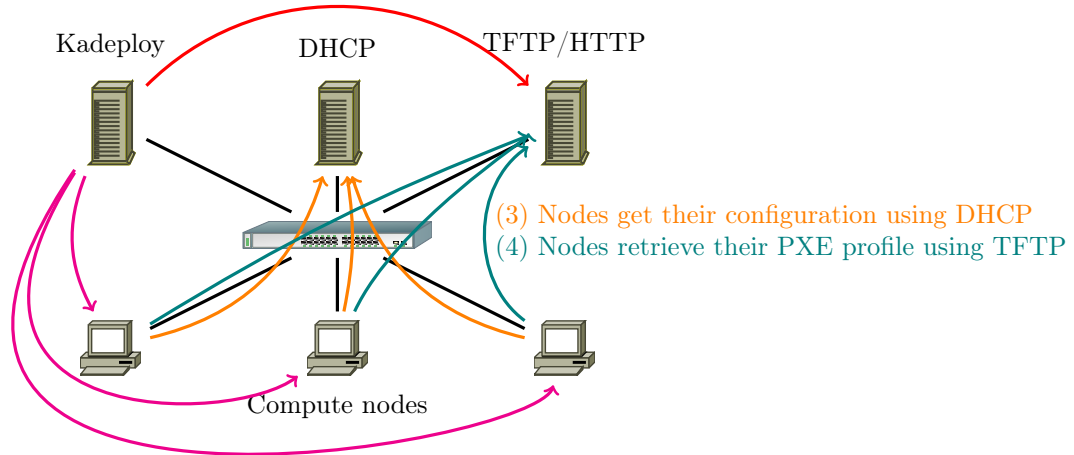 Kadeploy
DHCP
TFTP/HTTP
(3) Nodes get their configuration using DHCP
(4) Nodes retrieve their PXE profile using TFTP
Compute nodes